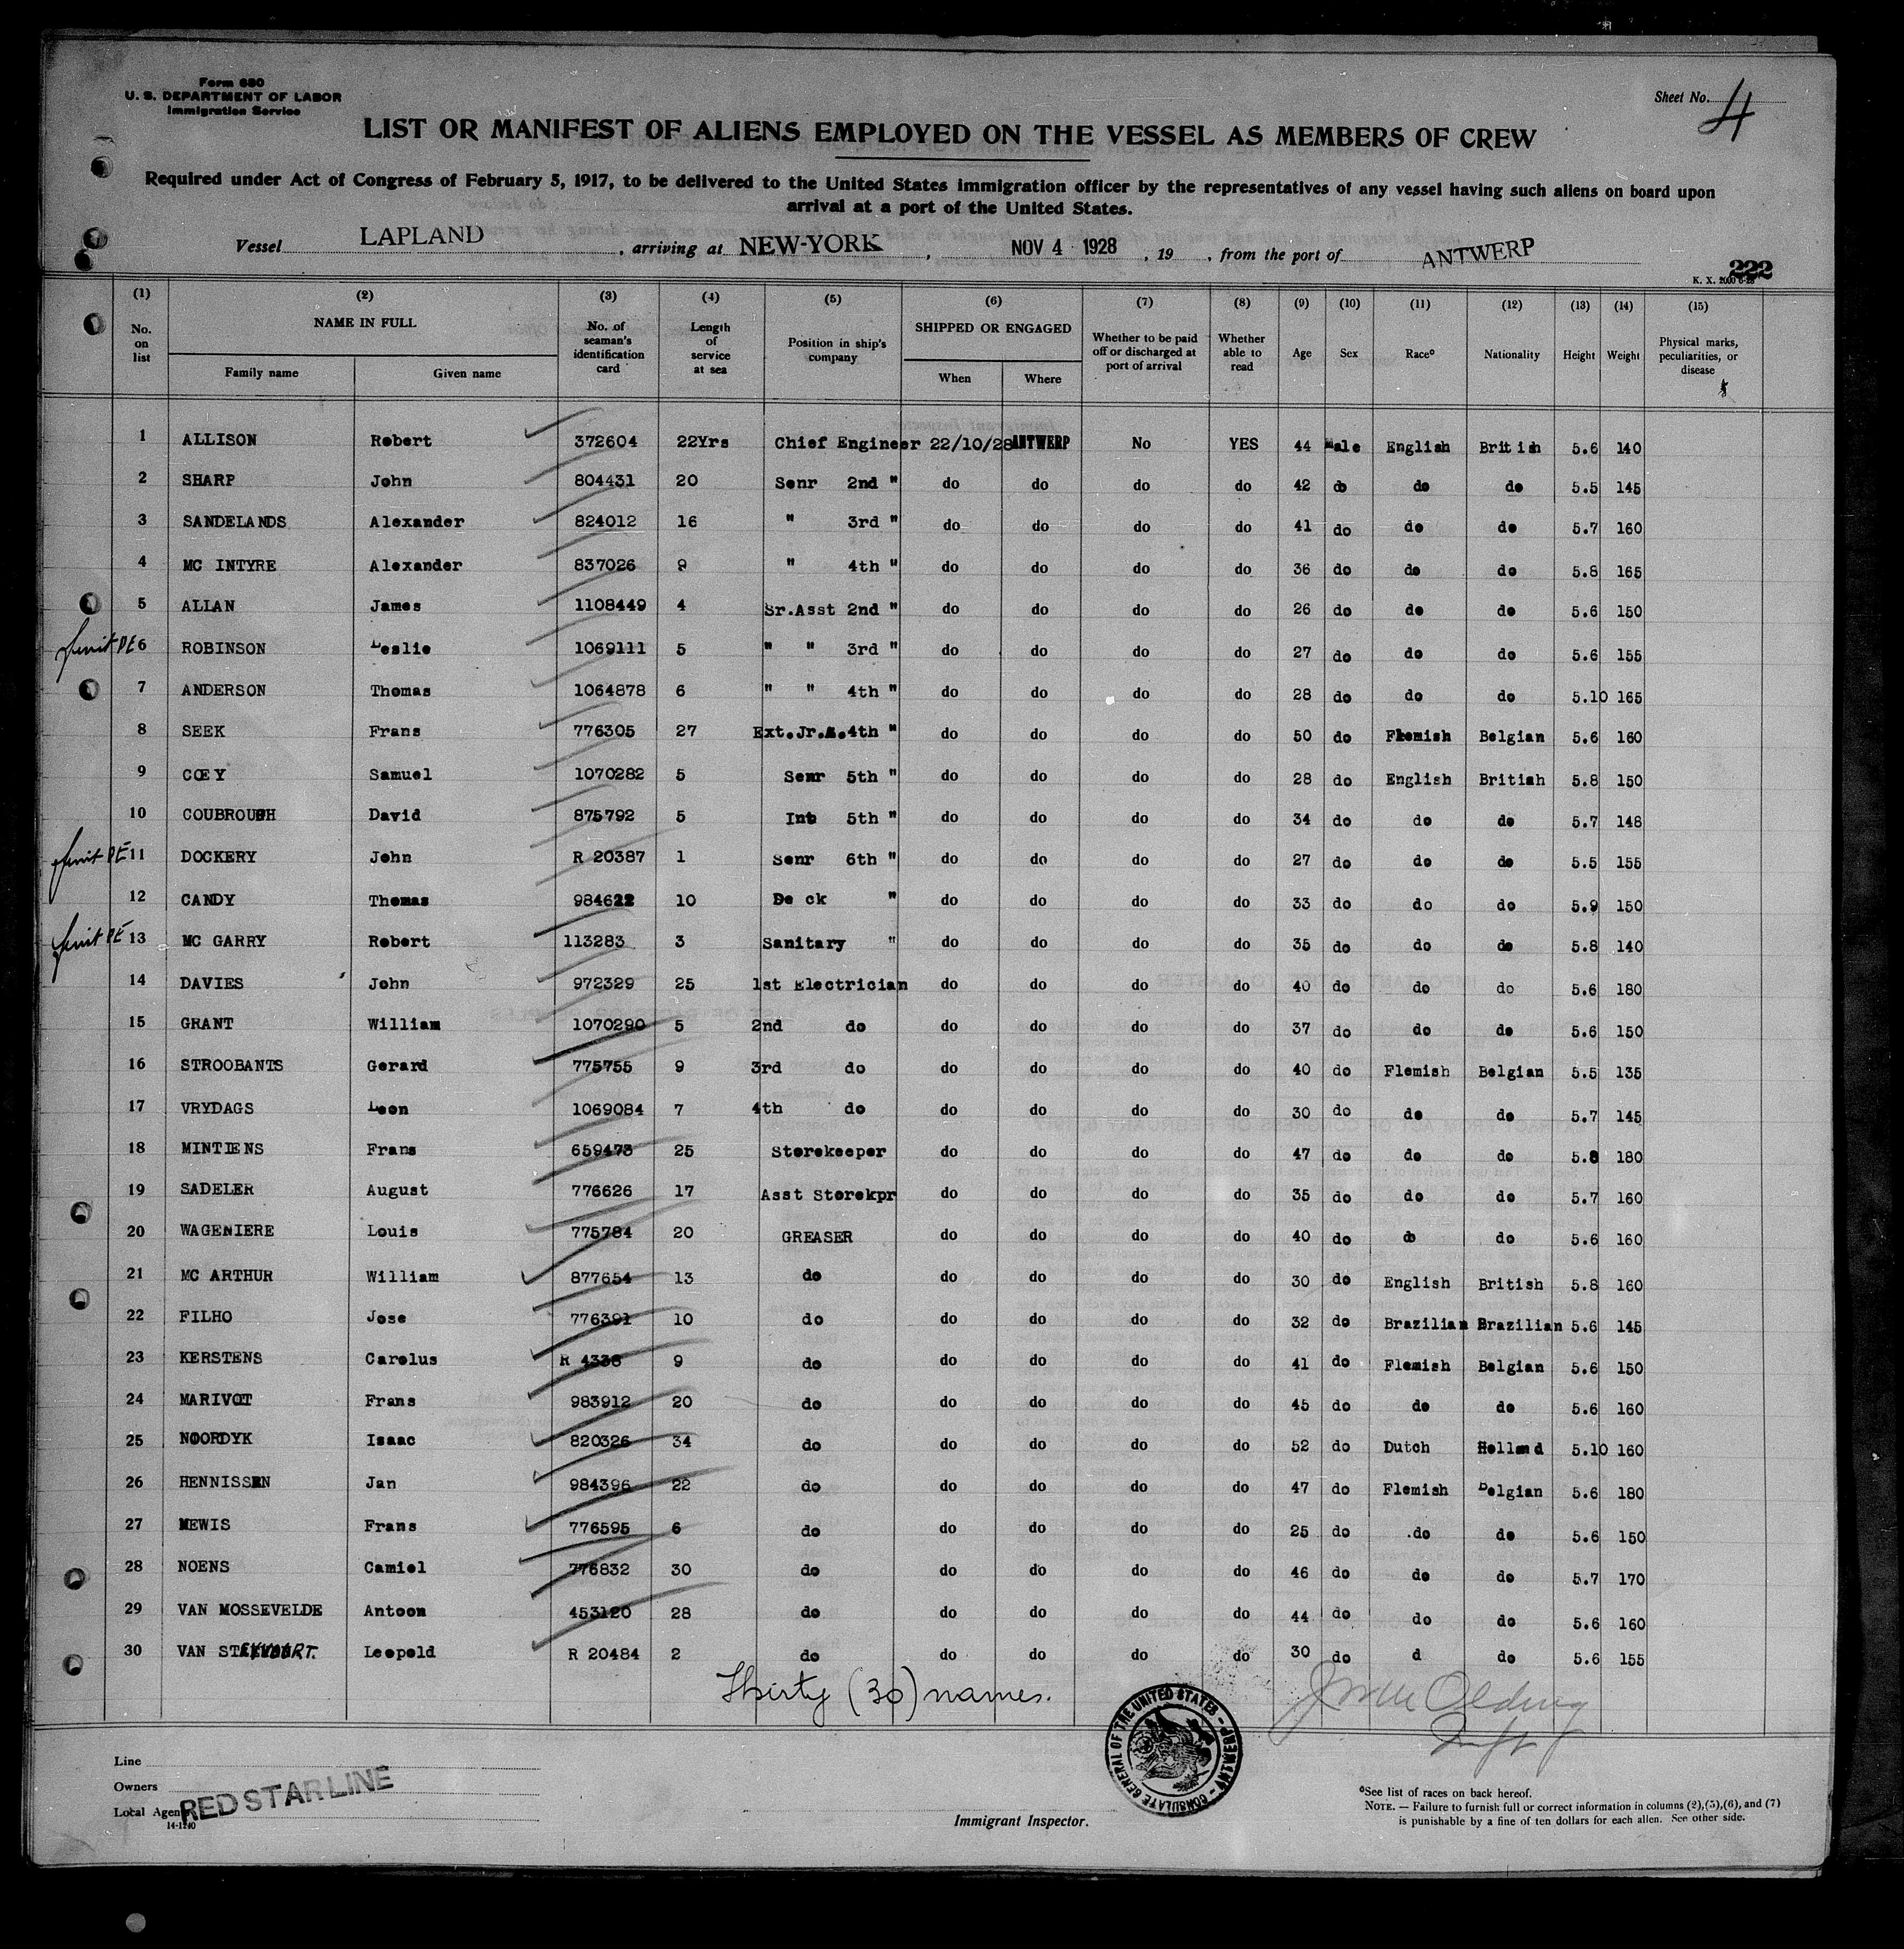 Form 680
U. S. DEPARTMENT OF LABOR
Immigration Service
Sheet No. 4
LIST OR MANIFEST OF ALIENS EMPLOYED ON THE VESSEL AS MEMBERS OF CREW
Required under Act of Congress of February 5, 1917, to be delivered to the United States immigration officer by the representatives of any vessel having such aliens on board upon
arrival at a port of the United States.
Vessel LAPLAND, arriving at NEW-YORK, NOV 4 1928, 19 , from the port of ANTWERP
222
K. X. 2000 6-28
(1) (2) (3) (4) (5) (6) (7) (8) (9) (10) (11) (12) (13) (14) (15)
No. on list NAME IN FULL Family name Given name No. of seaman's identification card Length of service at sea Position in ship's company SHIPPED OR ENGAGED When Where Whether to be paid off or discharged at port of arrival Whether able to read Age Sex Race° Nationality Height Weight Physical marks, peculiarities, or disease
1 ALLISON Robert 372604 22Yrs Chief Engineer 22/10/28 ANTWERP No YES 44 Male English British 5.6 140
2 SHARP John 804431 20 Senr 2nd " do do do do 42 do do do 5.5 145
3 SANDELANDS Alexander 824012 16 " 3rd " do do do do 41 do do do 5.7 160
4 MC INTYRE Alexander 837026 9 " 4th " do do do do 36 do do do 5.8 165
5 ALLAN James 1108449 4 Sr.Asst 2nd " do do do do 26 do do do 5.6 150
6 ROBINSON Leslie 1069111 5 " " 3rd " do do do do 27 do do do 5.6 155
7 ANDERSON Thomas 1064878 6 " " 4th " do do do do 28 do do do 5.10 165
8 SEEK Frans 776305 27 Ext.Jr.A.4th " do do do do 50 do Flemish Belgian 5.6 160
9 COEY Samuel 1070282 5 Senr 5th " do do do do 28 do English British 5.8 150
10 COUBROUGH David 875792 5 Int 5th " do do do do 34 do do do 5.7 148
11 DOCKERY John R 20387 1 Senr 6th " do do do do 27 do do do 5.5 155
12 CANDY Thomas 984622 10 De ck " do do do do 33 do do do 5.9 150
13 MC GARRY Robert 113283 3 Sanitary " do do do do 35 do do do 5.8 140
14 DAVIES John 972329 25 1st Electrician do do do do 40 do do do 5.6 180
15 GRANT William 1070290 5 2nd do do do do do 37 do do do 5.6 150
16 STROOBANTS Gerard 775755 9 3rd do do do do do 40 do Flemish Belgian 5.5 135
17 VRYDAGS Leon 1069084 7 4th do do do do do 30 do do do 5.7 145
18 MINTIENS Frans 659473 25 Storekeeper do do do do 47 do do do 5.8 180
19 SADELER August 776626 17 Asst Storekpr do do do do 35 do do do 5.7 160
20 WAGENIERE Louis 775784 20 GREASER do do do do 40 do do do 5.6 160
21 MC ARTHUR William 877654 13 do do do do do 30 do English British 5.8 160
22 FILHO Jose 776391 10 do do do do do 32 do Brazilian Brazilian 5.6 145
23 KERSTENS Carolus R 4336 9 do do do do do 41 do Flemish Belgian 5.6 150
24 MARIVOET Frans 983912 20 do do do do do 45 do do do 5.6 160
25 NOORDYK Isaac 820326 34 do do do do do 52 do Dutch Holland 5.10 160
26 HENNISSEN Jan 984396 22 do do do do do 47 do Flemish Belgian 5.6 180
27 MEWIS Frans 776595 6 do do do do do 25 do do do 5.6 150
28 NOENS Camiel 776832 30 do do do do do 46 do do do 5.7 170
29 VAN MOSSEVELDE Antoon 453120 28 do do do do do 44 do do do 5.6 160
30 VAN Leopold R 20484 2 do do do do do 30 do d do 5.6 155
Thirty (30) names.
Line
Owners
Local Agent
RED STAR LINE
14-1240
CONSULATE GENERAL OF THE UNITED STATES - ANTWERP
Immigrant Inspector.
°See list of races on back hereof.
NOTE. — Failure to furnish full or correct information in columns (2),(5),(6), and (7)
is punishable by a fine of ten dollars for each alien. See other side.